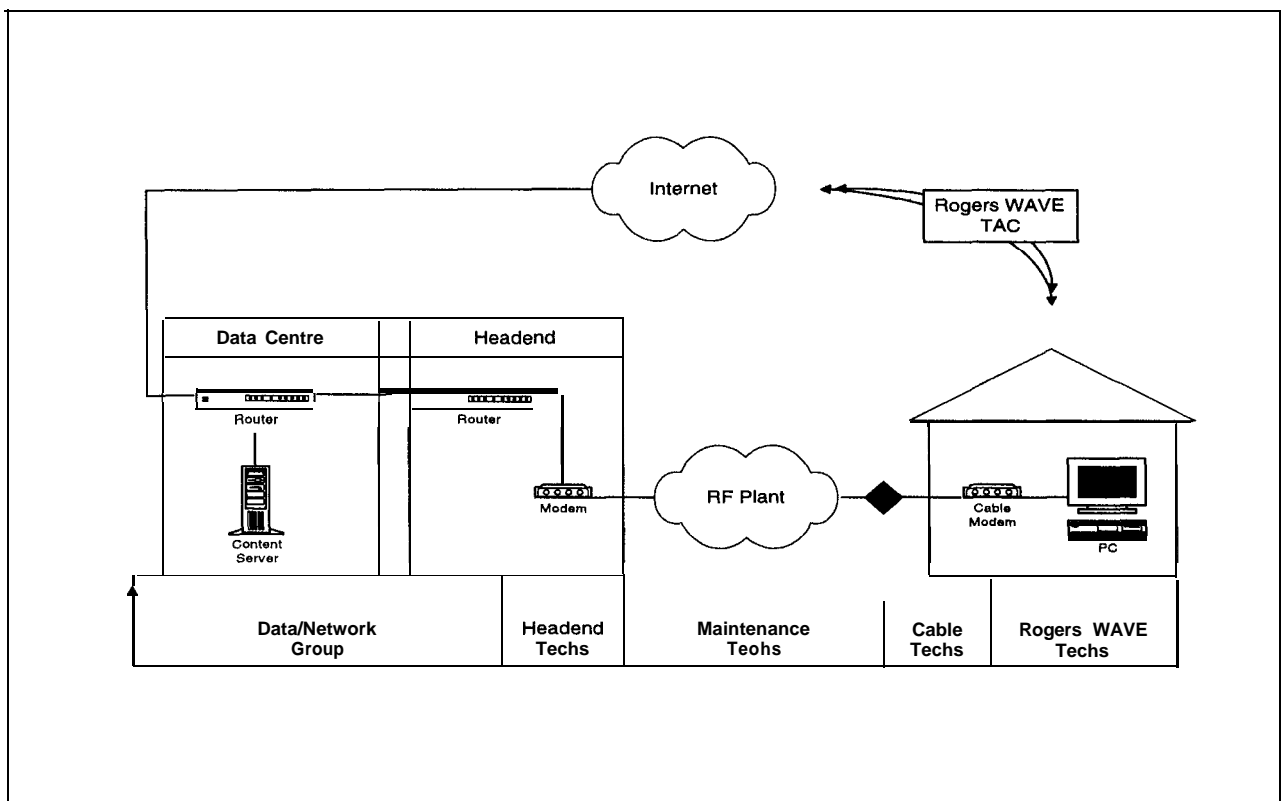 Internet
Rogers WAVE
TAC
Data Centre
Headend
Router
Router
Content
Server
Modem
RF Plant
Cable
Modem
PC
Data/Network
Group
Headend
Techs
Maintenance
Teohs
Cable
Techs
Rogers WAVE
Techs